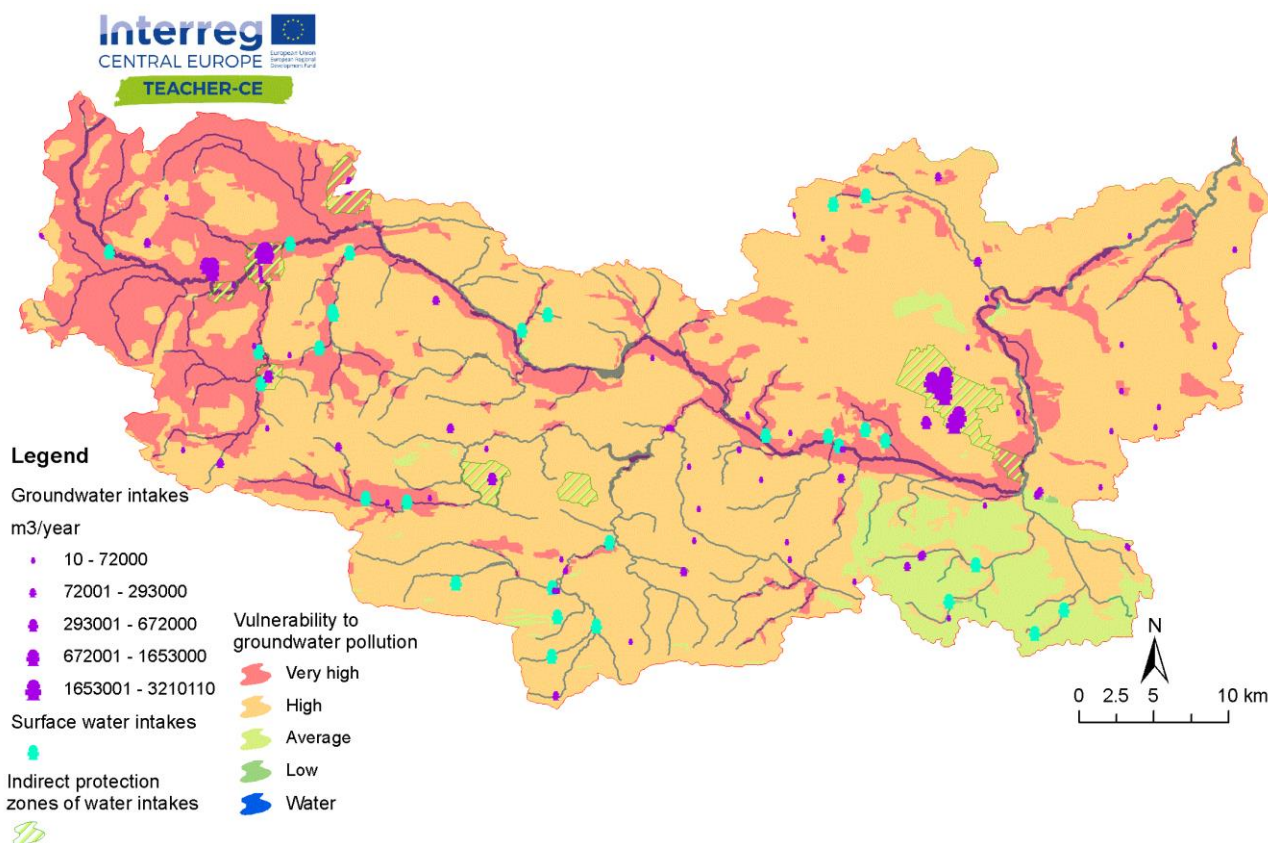 Interreg
CENTRAL EUROPE
European Union
European Regional
Development Fund
TEACHER-CE
Legend
Groundwater intakes
m3/year
10 - 72000
72001 - 293000
293001 - 672000
672001 - 1653000
1653001 - 3210110
Surface water intakes
Indirect protection
zones of water intakes
Vulnerability to
groundwater pollution
Very high
High
Average
Low
Water
N
0 2.5 5 10 km